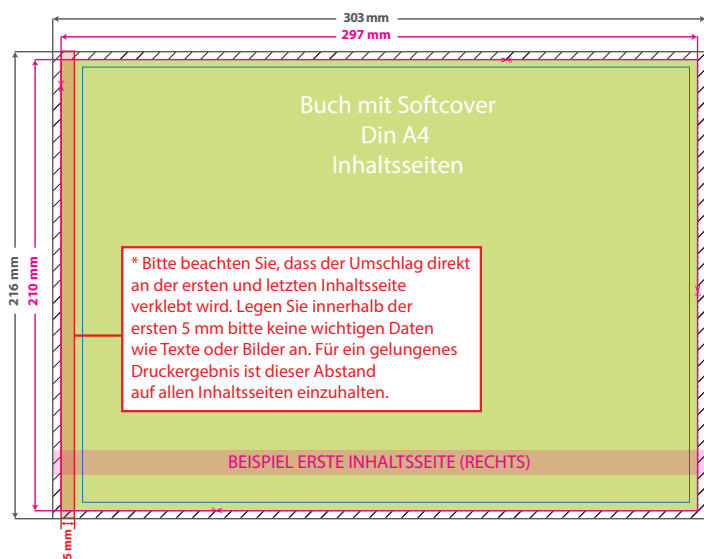 303 mm
297 mm
Buch mit Softcover
Din A4
Inhaltsseiten
216 mm
210 mm
* Bitte beachten Sie, dass der Umschlag direkt
an der ersten und letzten Inhaltsseite
verklebt wird. Legen Sie innerhalb der
ersten 5 mm bitte keine wichtigen Daten
wie Texte oder Bilder an. Für ein gelungenes
Druckergebnis ist dieser Abstand
auf allen Inhaltsseiten einzuhalten.
BEISPIEL ERSTE INHALTSSEITE (RECHTS)
5 mm